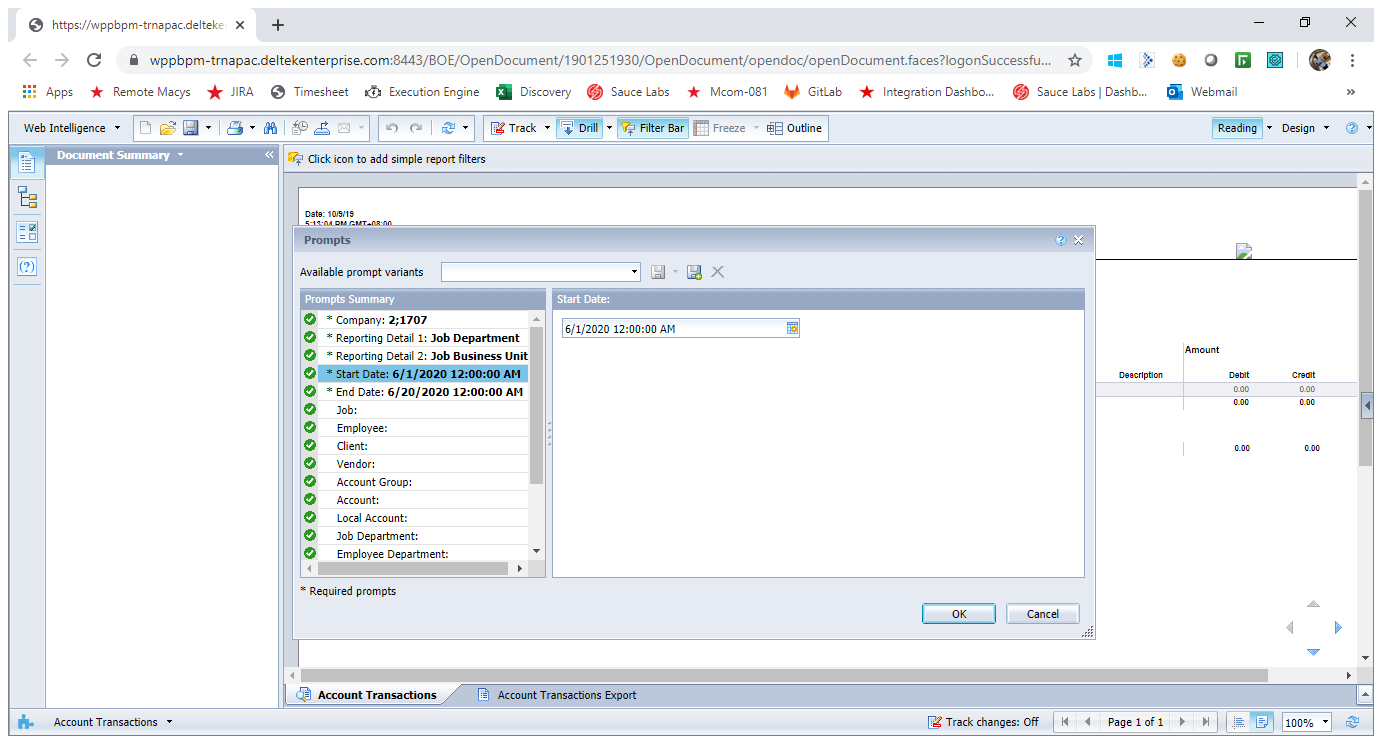 https://wppbpm-trnapac.delteke
wppbpm-trnapac.deltekenterprise.com:8443/BOE/OpenDocument/1901251930/OpenDocument/opendoc/openDocument.faces?logonSuccessfu...
Apps Remote Macys JIRA Timesheet Execution Engine Discovery Sauce Labs Mcom-081 GitLab Integration Dashbo... Sauce Labs | Dashb... Webmail »
Web Intelligence Track Drill Filter Bar Freeze Outline Reading Design
Document Summary «
Click icon to add simple report filters
Date: 10/9/19
5:13:04 PM GMT+08:00
Prompts
Available prompt variants
Prompts Summary
* Company: 2;1707
* Reporting Detail 1: Job Department
* Reporting Detail 2: Job Business Unit
* Start Date: 6/1/2020 12:00:00 AM
* End Date: 6/20/2020 12:00:00 AM
Job:
Employee:
Client:
Vendor:
Account Group:
Account:
Local Account:
Job Department:
Employee Department:
* Required prompts
Start Date:
6/1/2020 12:00:00 AM
OK Cancel
Amount
Description Debit Credit
0.00 0.00
0.00 0.00
0.00 0.00
Account Transactions Account Transactions Export
Account Transactions Track changes: Off Page 1 of 1 100%